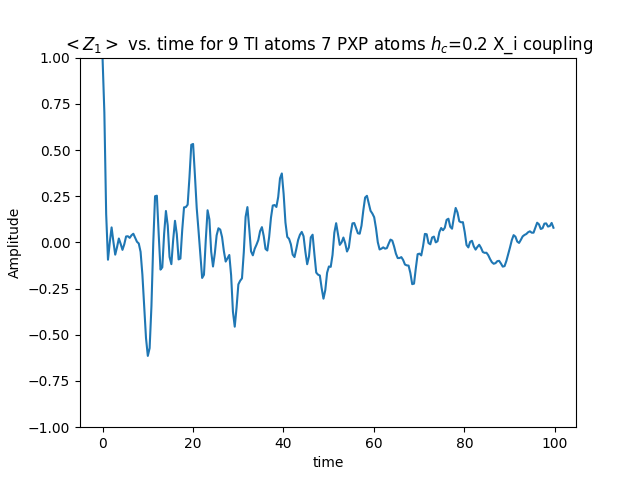 < Z_1 > vs. time for 9 TI atoms 7 PXP atoms h_c=0.2 X_i coupling
1.00
0.75
0.50
0.25
0.00
−0.25
−0.50
−0.75
−1.00
Amplitude
0 20 40 60 80 100
time